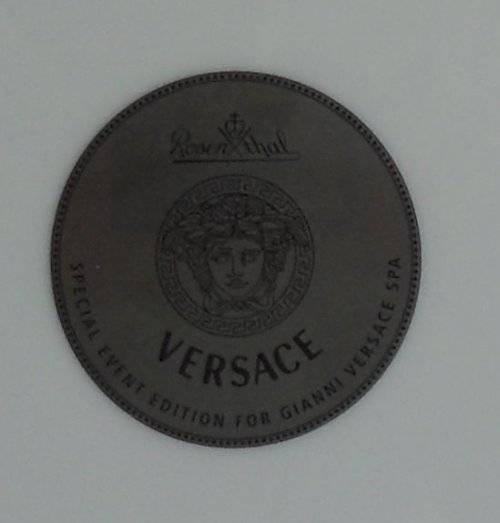 Rosenthal
VERSACE
SPECIAL EVENT EDITION FOR GIANNI VERSACE SPA